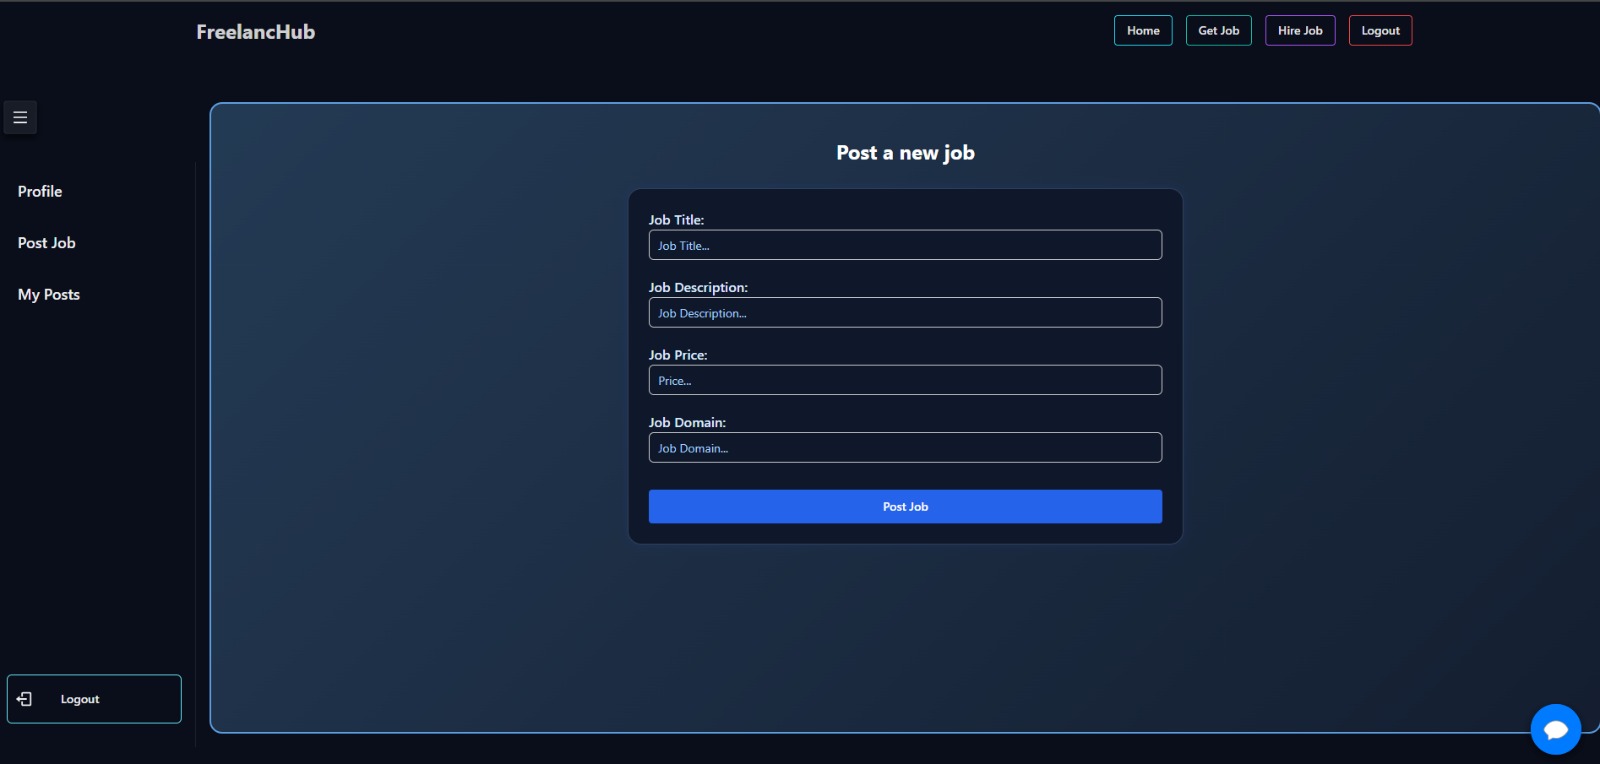 FreelancHub
Home
Get Job
Hire Job
Logout
Profile
Post Job
My Posts
Logout
Post a new job
Job Title:
Job Title...
Job Description:
Job Description...
Job Price:
Price...
Job Domain:
Job Domain...
Post Job